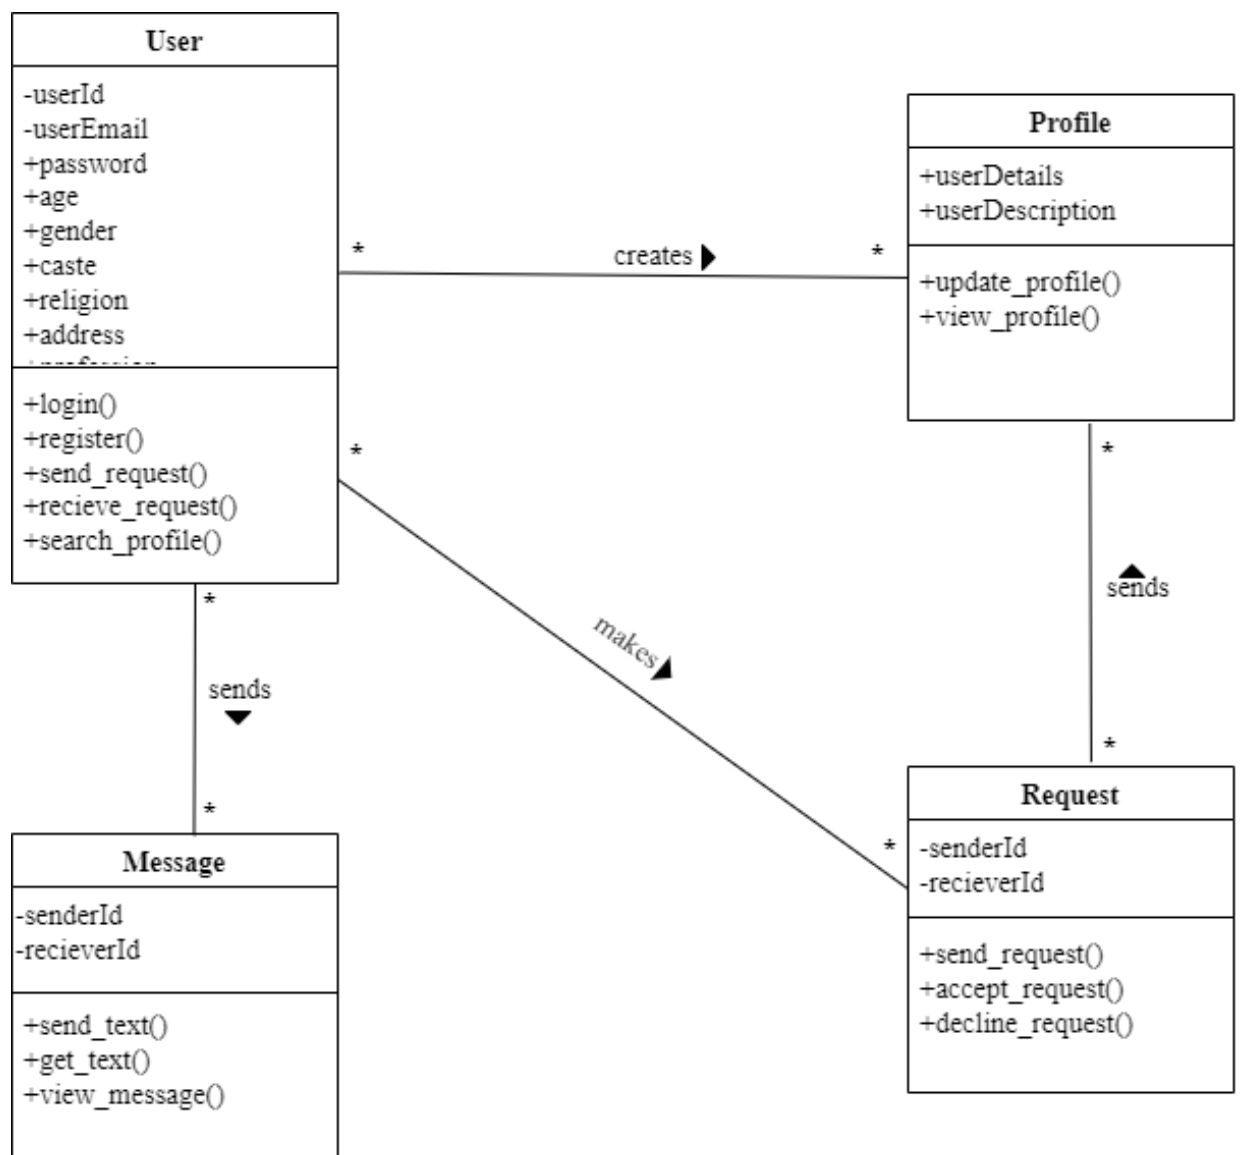 User
-userId
-userEmail
+password
+age
+gender
+caste
+religion
+address
+login()
+register()
+send_request()
+recieve_request()
+search_profile()
*
creates
*
Profile
+userDetails
+userDescription
+update_profile()
+view_profile()
*
makes
*
*
sends
*
*
sends
*
Message
-senderId
-recieverId
+send_text()
+get_text()
+view_message()
Request
-senderId
-recieverId
+send_request()
+accept_request()
+decline_request()